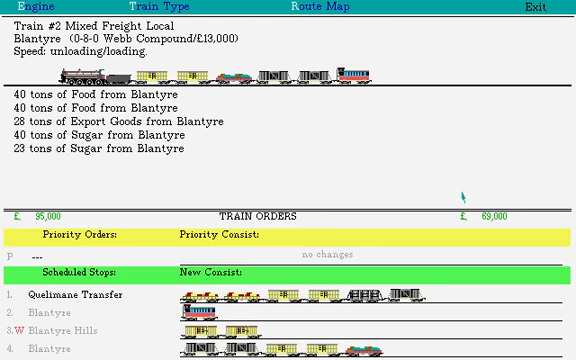 Engine Train Type Route Map Exit
Train #2 Mixed Freight Local
Blantyre (0-8-0 Webb Compound/£13,000)
Speed: unloading/loading.
40 tons of Food from Blantyre
40 tons of Food from Blantyre
28 tons of Export Goods from Blantyre
40 tons of Sugar from Blantyre
23 tons of Sugar from Blantyre
£ 95,000 TRAIN ORDERS £ 69,000
Priority Orders: Priority Consist:
P --- no changes
Scheduled Stops: New Consist:
1. Quelimane Transfer
2. Blantyre
3.W Blantyre Hills
4. Blantyre